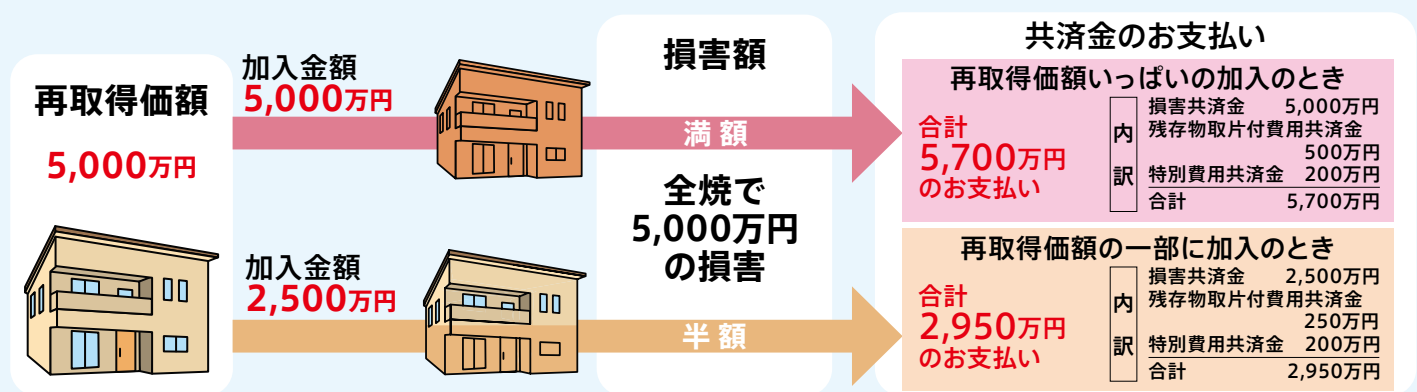 再取得価額
5,000万円
加入金額
5,000万円
加入金額
2,500万円
損害額
満額
全焼で
5,000万円
の損害
半額
共済金のお支払い
再取得価額いっぱいの加入のとき
合計
5,700万円
のお支払い
内訳
損害共済金 5,000万円
残存物取片付費用共済金
500万円
特別費用共済金 200万円
合計 5,700万円
再取得価額の一部に加入のとき
合計
2,950万円
のお支払い
内訳
損害共済金 2,500万円
残存物取片付費用共済金
250万円
特別費用共済金 200万円
合計 2,950万円